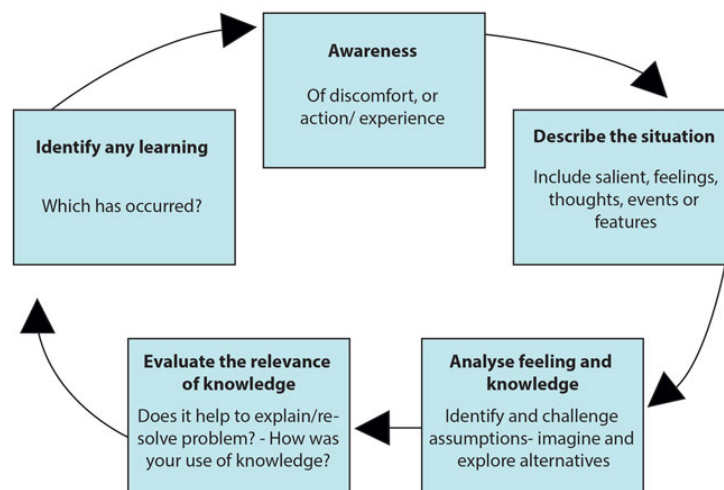 Awareness
Of discomfort, or
action/ experience
Describe the situation
Include salient, feelings,
thoughts, events or
features
Analyse feeling and
knowledge
Identify and challenge
assumptions- imagine and
explore alternatives
Evaluate the relevance
of knowledge
Does it help to explain/re-
solve problem? - How was
your use of knowledge?
Identify any learning
Which has occurred?